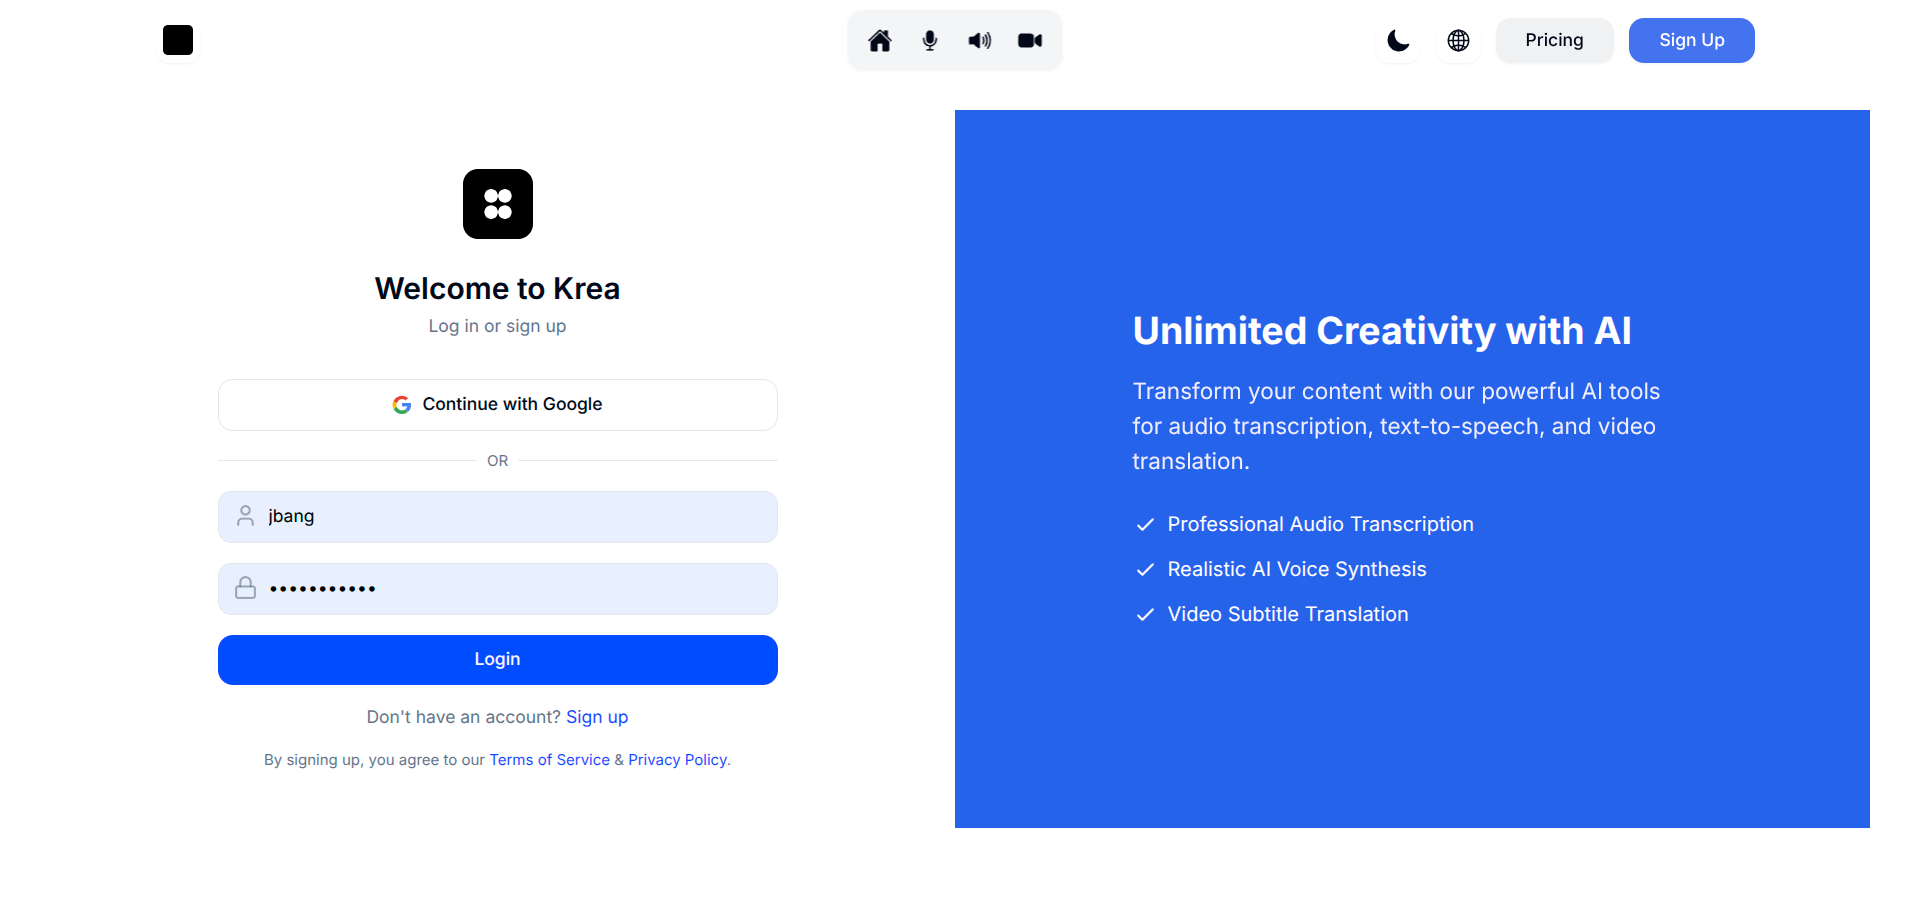 Pricing
Sign Up
Welcome to Krea
Log in or sign up
Continue with Google
OR
jbang
•••••••••••
Login
Don't have an account? Sign up
By signing up, you agree to our Terms of Service & Privacy Policy.
Unlimited Creativity with AI
Transform your content with our powerful AI tools
for audio transcription, text-to-speech, and video
translation.
Professional Audio Transcription
Realistic AI Voice Synthesis
Video Subtitle Translation